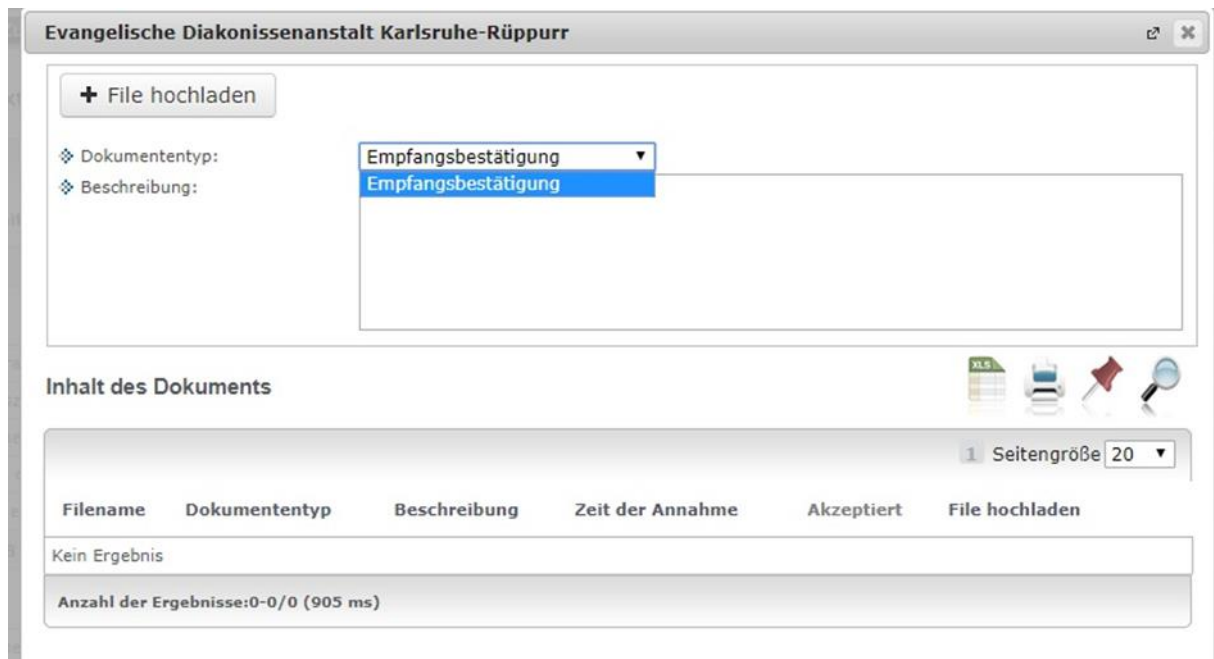 Evangelische Diakonissenanstalt Karlsruhe-Rüppurr
+ File hochladen
Dokumententyp: Empfangsbestätigung
Empfangsbestätigung
Beschreibung:
Inhalt des Dokuments
XLS
1 Seitengröße 20
Filename Dokumententyp Beschreibung Zeit der Annahme Akzeptiert File hochladen
Kein Ergebnis
Anzahl der Ergebnisse:0-0/0 (905 ms)